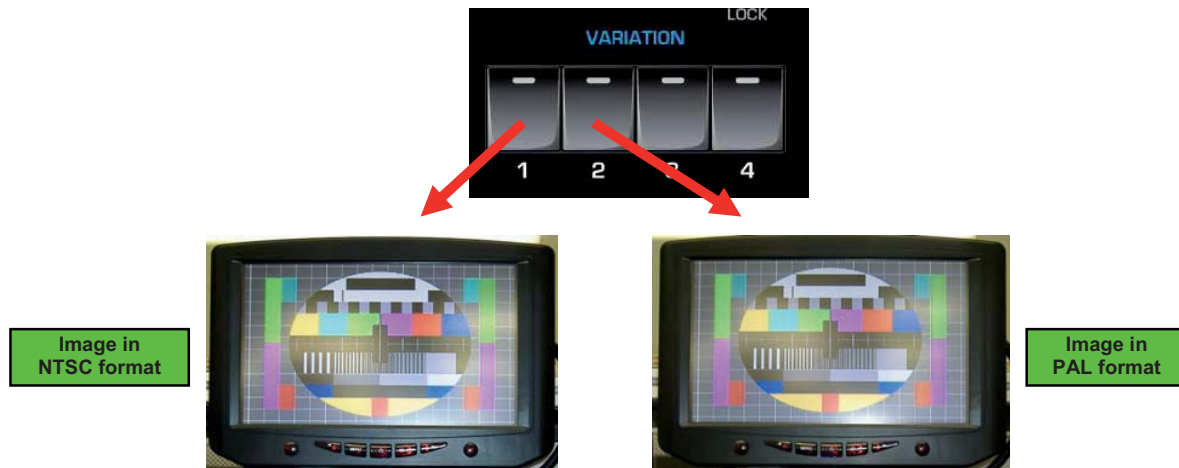 LOCK
VARIATION
1 2 3 4
Image in
NTSC format
Image in
PAL format